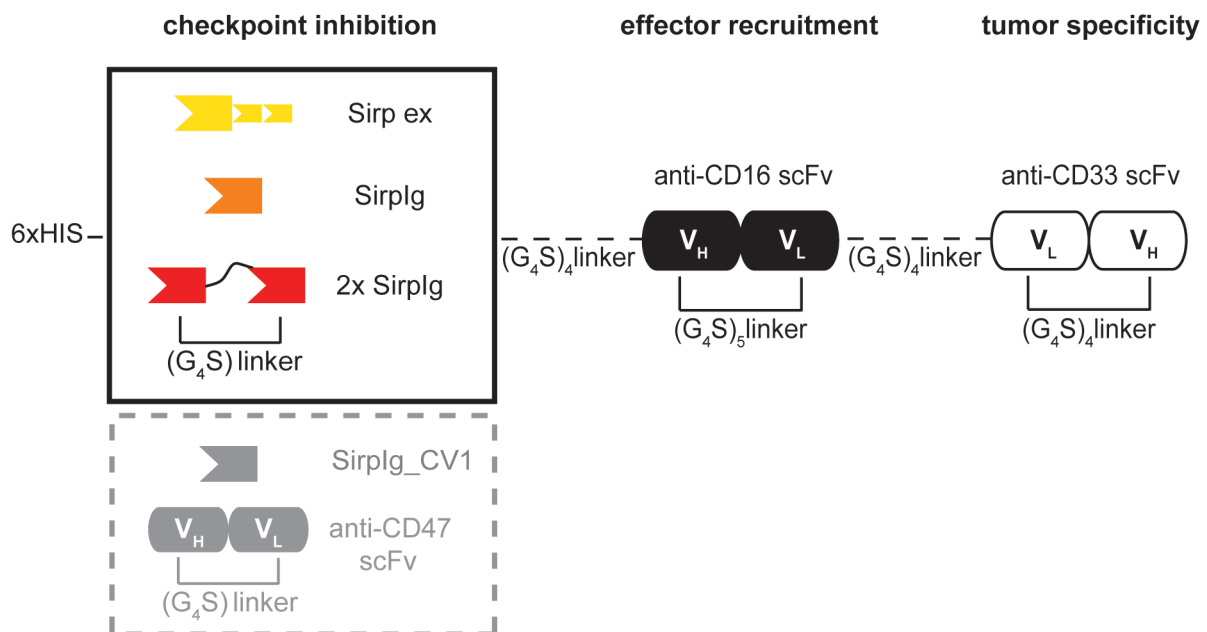 checkpoint inhibition
effector recruitment
tumor specificity
Sirp ex
SirpIg
2x SirpIg
(G4S) linker
6xHIS
(G4S)4linker
anti-CD16 scFv
VH VL
(G4S)5linker
(G4S)4linker
anti-CD33 scFv
VL VH
(G4S)4linker
SirpIg_CV1
VH VL
anti-CD47
scFv
(G4S) linker